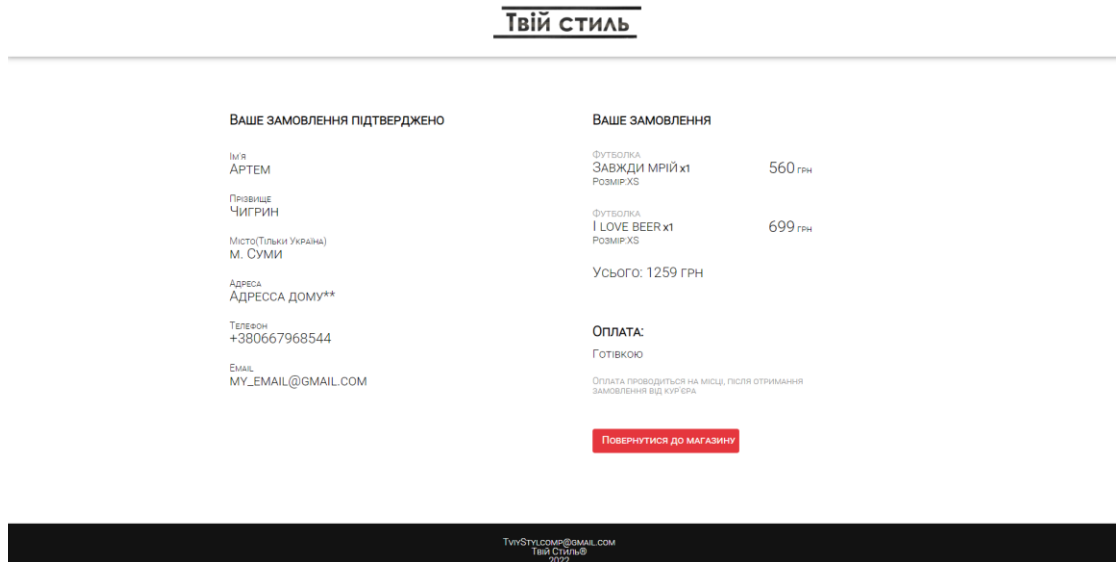 Твій стиль
Ваше замовлення підтверджено
Ім'я
Артем
Прізвище
Чигрин
Місто(Тільки Україна)
м. Суми
Адреса
Адресса дому**
Телефон
+380667968544
Email
my_email@gmail.com
Ваше замовлення
Футболка
Завжди мрій x1
560 грн
Розмір:XS
Футболка
I love beer x1
699 грн
Розмір:XS
Усього: 1259 грн
Оплата:
Готівкою
Оплата проводиться на місці, після отримання
замовлення від кур'єра
Повернутися до магазину
TviyStylcomp@gmail.com
Твій Стиль®
2022